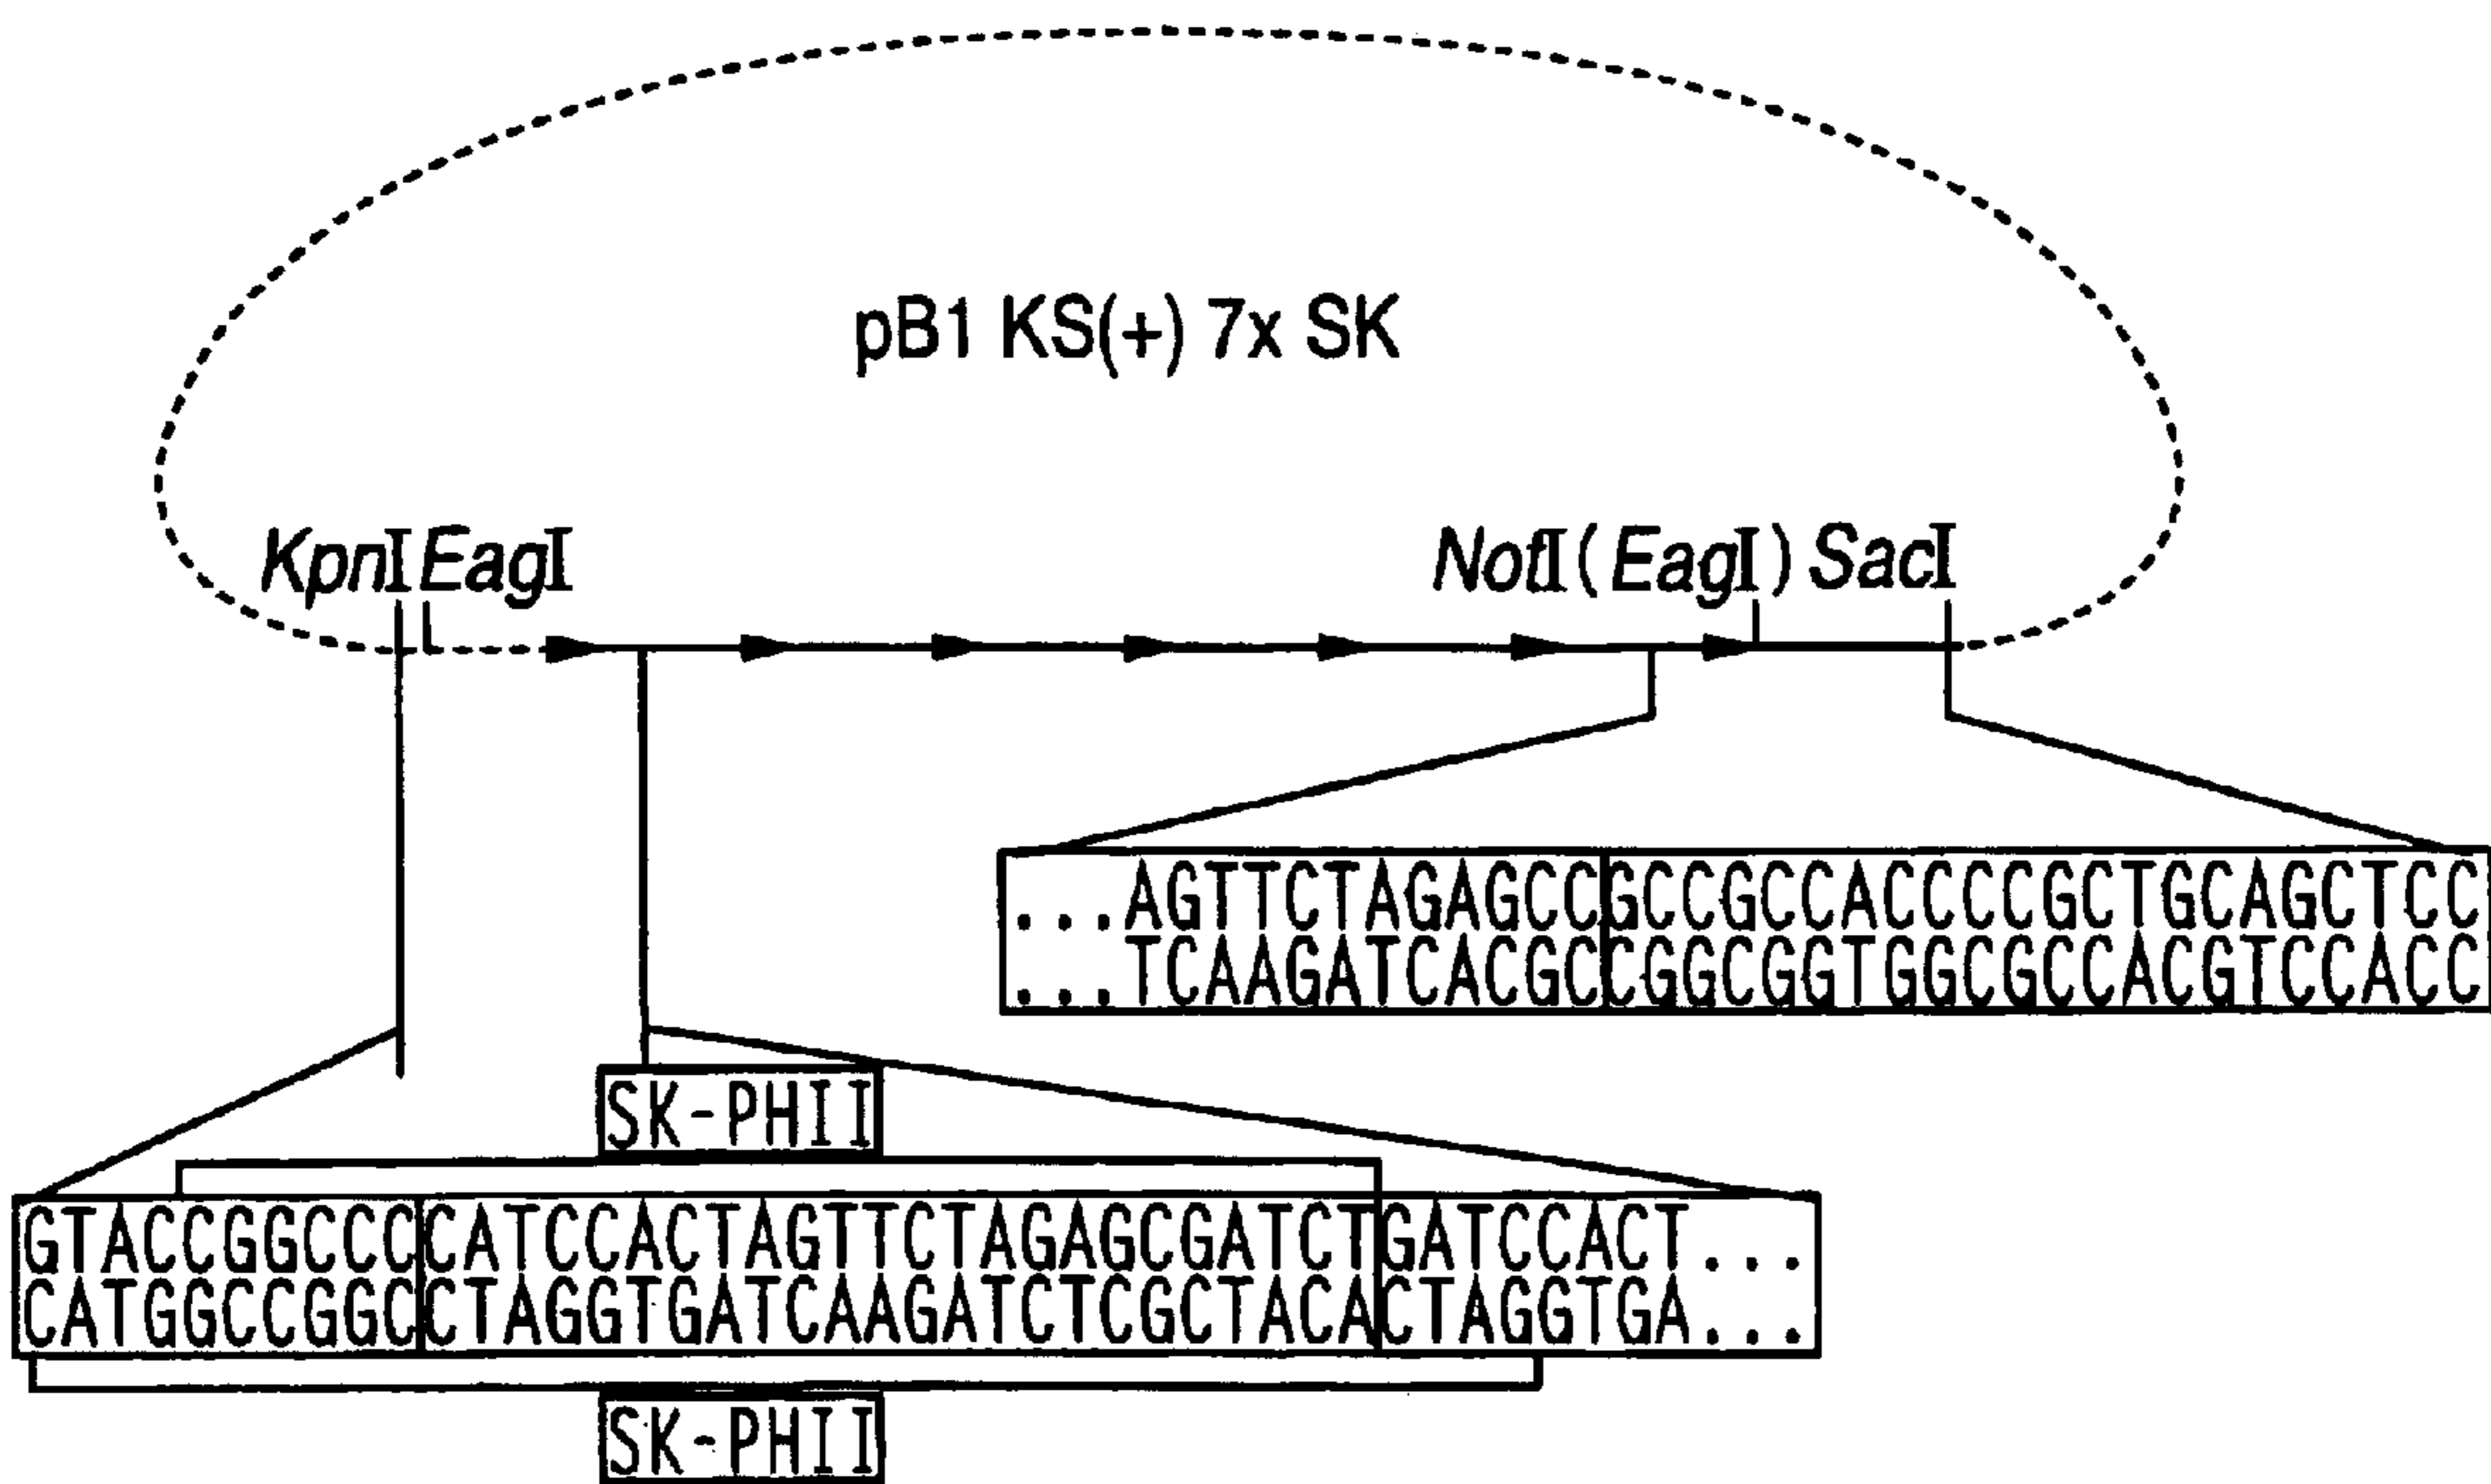 pB1 KS(+) 7x SK
KpnI EagI
NotI (EagI) SacI
...AGTTCTAGAGCCGCCGCCACCCCGCTGCAGCTCC
...TCAAGATCACGCCGGCGGTGGCGCCACGTCCACC
SK-PHII
GTACCGGCCCCATCCACTAGTTCTAGAGCGATCTGATCCACT...
CATGGCCGGCCTAGGTGATCAAGATCTCGCTACACTAGGTGA...
SK-PHII